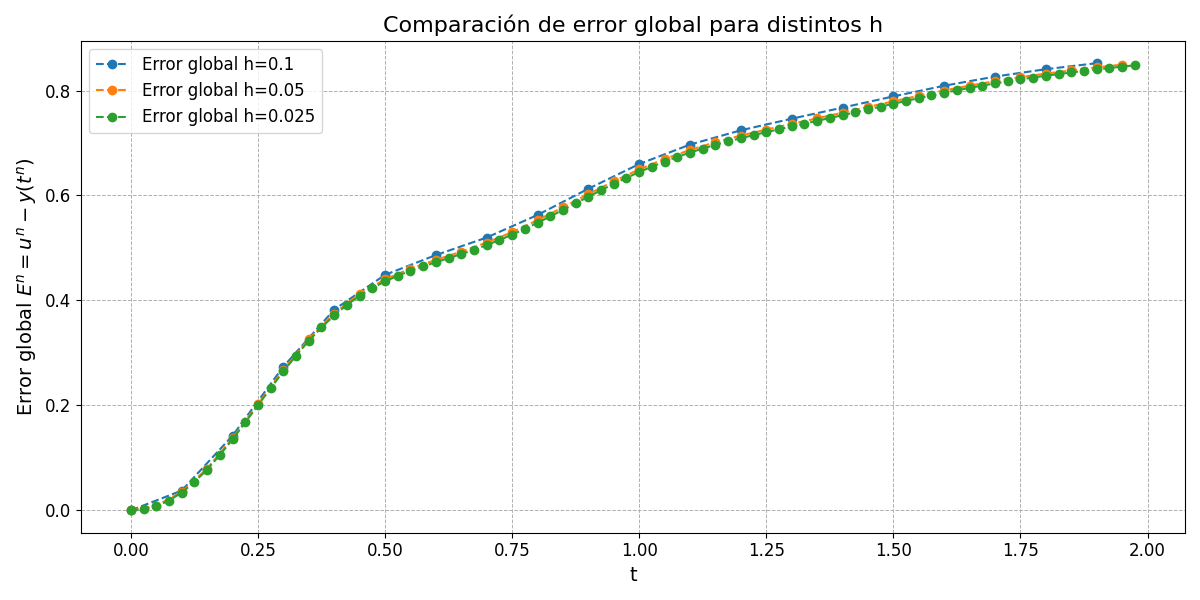 Comparación de error global para distintos h
Error global h=0.1
Error global h=0.05
Error global h=0.025
Error global $E^n = u^n - y(t^n)$
0.8
0.6
0.4
0.2
0.0
0.00 0.25 0.50 0.75 1.00 1.25 1.50 1.75 2.00
t